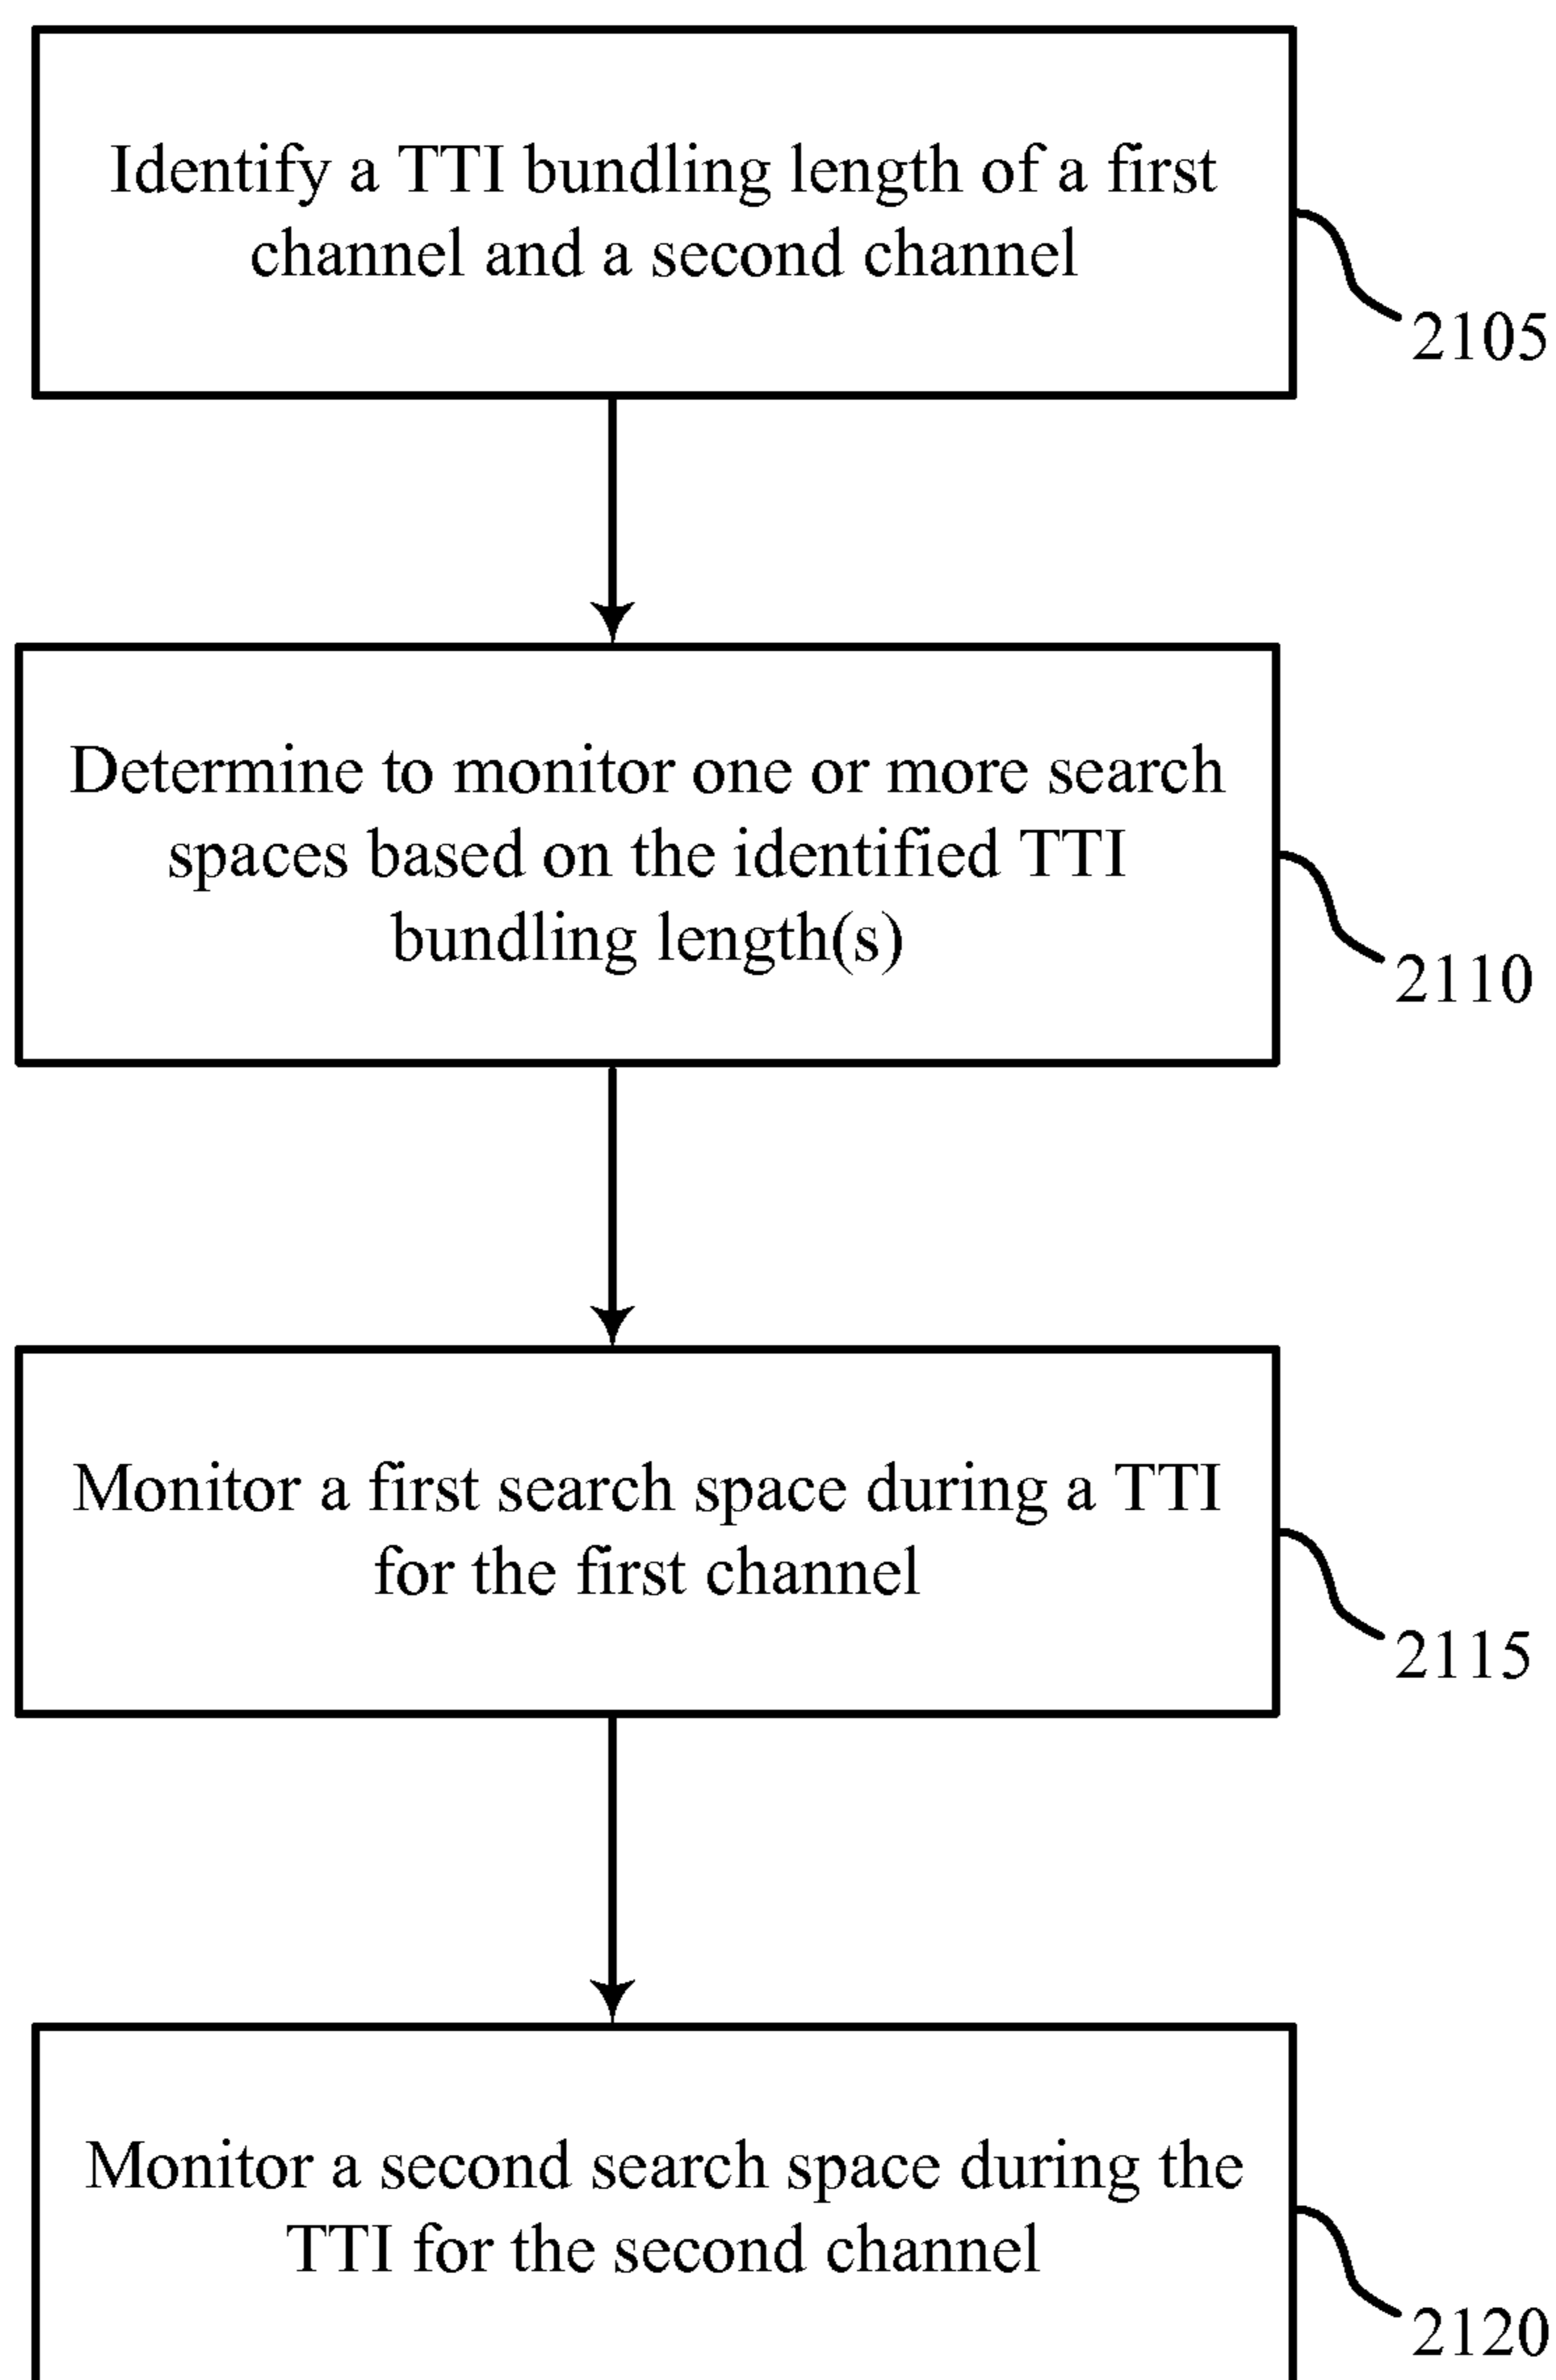 Identify a TTI bundling length of a first
channel and a second channel
2105
Determine to monitor one or more search
spaces based on the identified TTI
bundling length(s)
2110
Monitor a first search space during a TTI
for the first channel
2115
Monitor a second search space during the
TTI for the second channel
2120